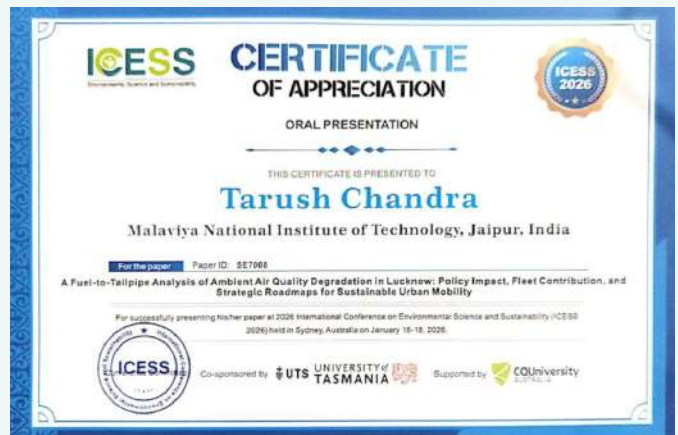 ICESS
Environmental Science and Sustainability
CERTIFICATE
OF APPRECIATION
ICESS
2026
ORAL PRESENTATION
THIS CERTIFICATE IS PRESENTED TO
Tarush Chandra
Malaviya National Institute of Technology, Jaipur, India
For the paper Paper ID: SE7008
A Fuel-to-Tailpipe Analysis of Ambient Air Quality Degradation in Lucknow: Policy Impact, Fleet Contribution, and
Strategic Roadmaps for Sustainable Urban Mobility
For successfully presenting his/her paper at 2026 International Conference on Environmental Science and Sustainability (ICESS
2026) held in Sydney, Australia on January 16-18, 2026.
ICESS
Co-sponsored by UTS UNIVERSITY of
TASMANIA
Supported by CQUniversity
AUSTRALIA